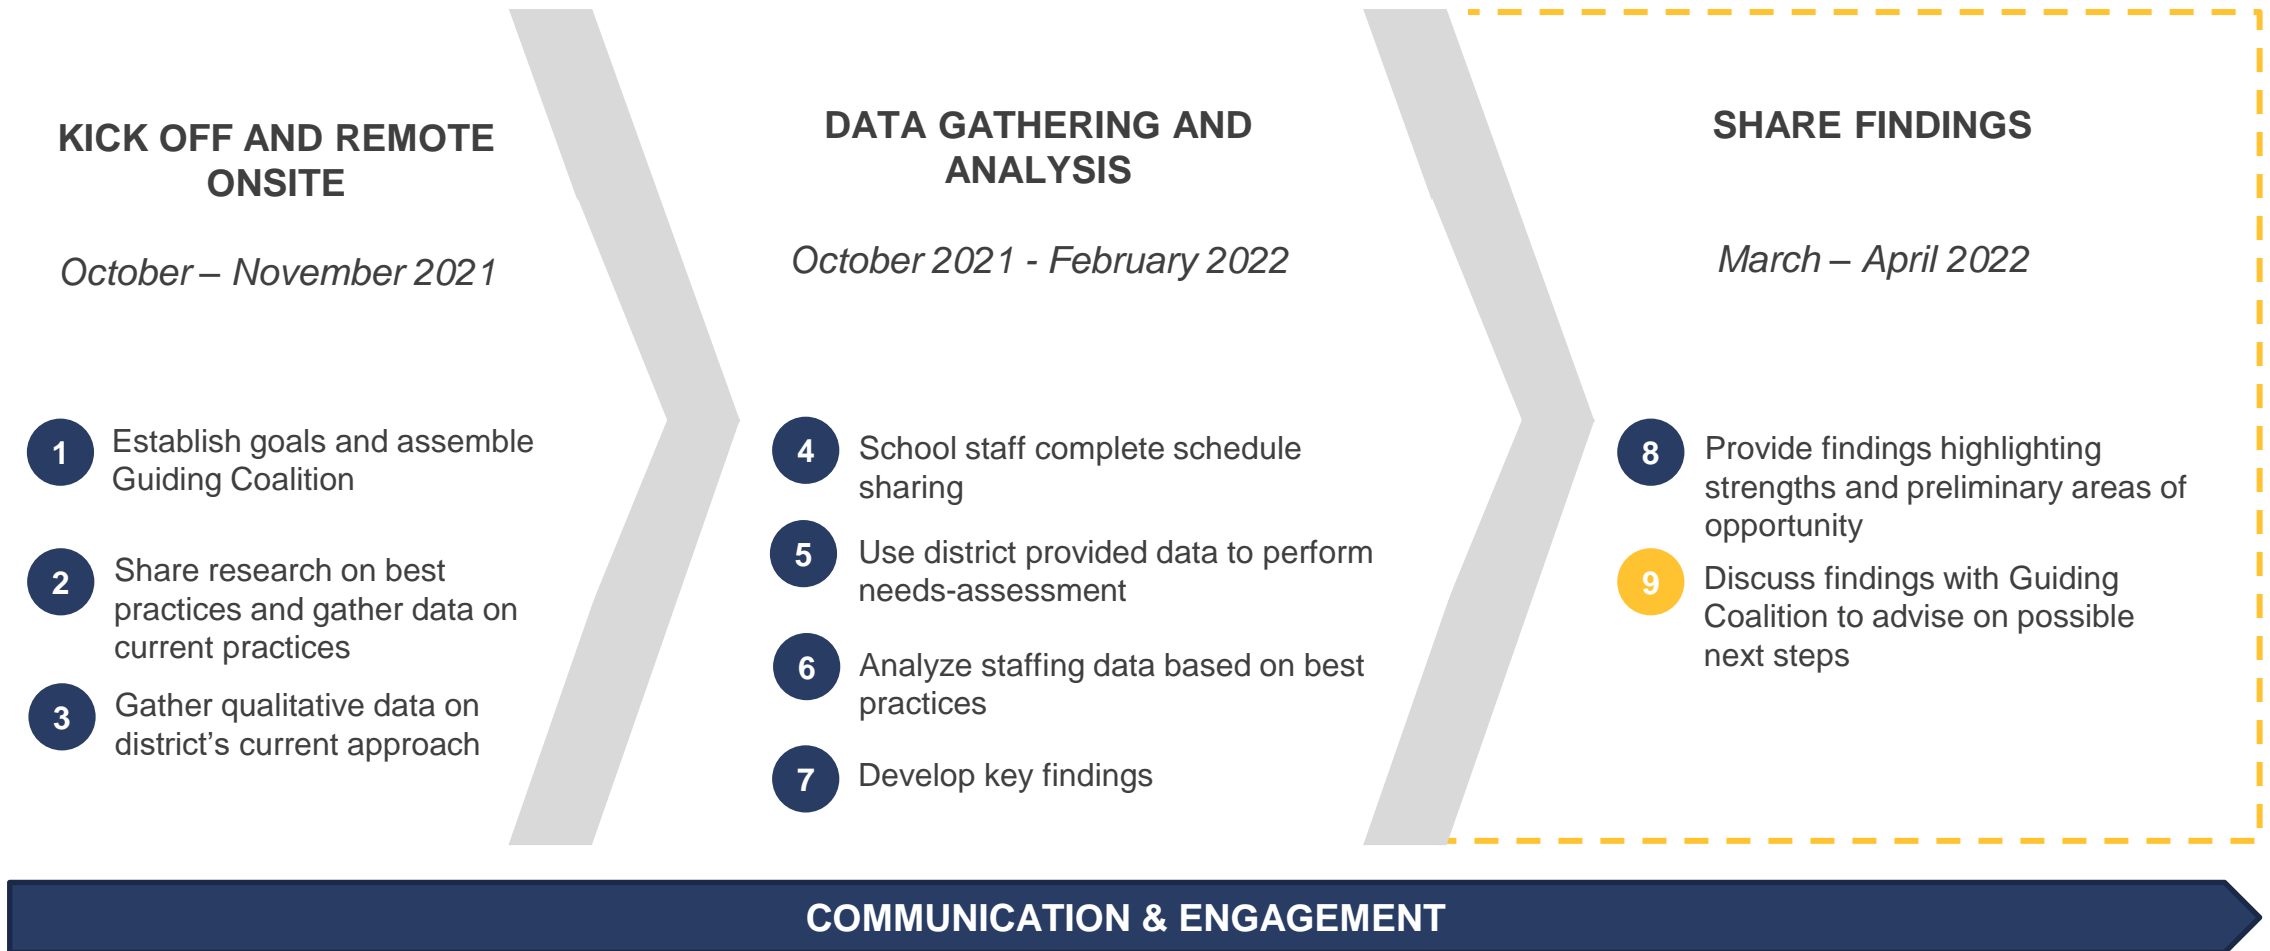 KICK OFF AND REMOTE
ONSITE
October – November 2021
1
Establish goals and assemble
Guiding Coalition
2
Share research on best
practices and gather data on
current practices
3
Gather qualitative data on
district’s current approach
DATA GATHERING AND
ANALYSIS
October 2021 - February 2022
4
School staff complete schedule
sharing
5
Use district provided data to perform
needs-assessment
6
Analyze staffing data based on best
practices
7
Develop key findings
SHARE FINDINGS
March – April 2022
8
Provide findings highlighting
strengths and preliminary areas of
opportunity
9
Discuss findings with Guiding
Coalition to advise on possible
next steps
COMMUNICATION & ENGAGEMENT